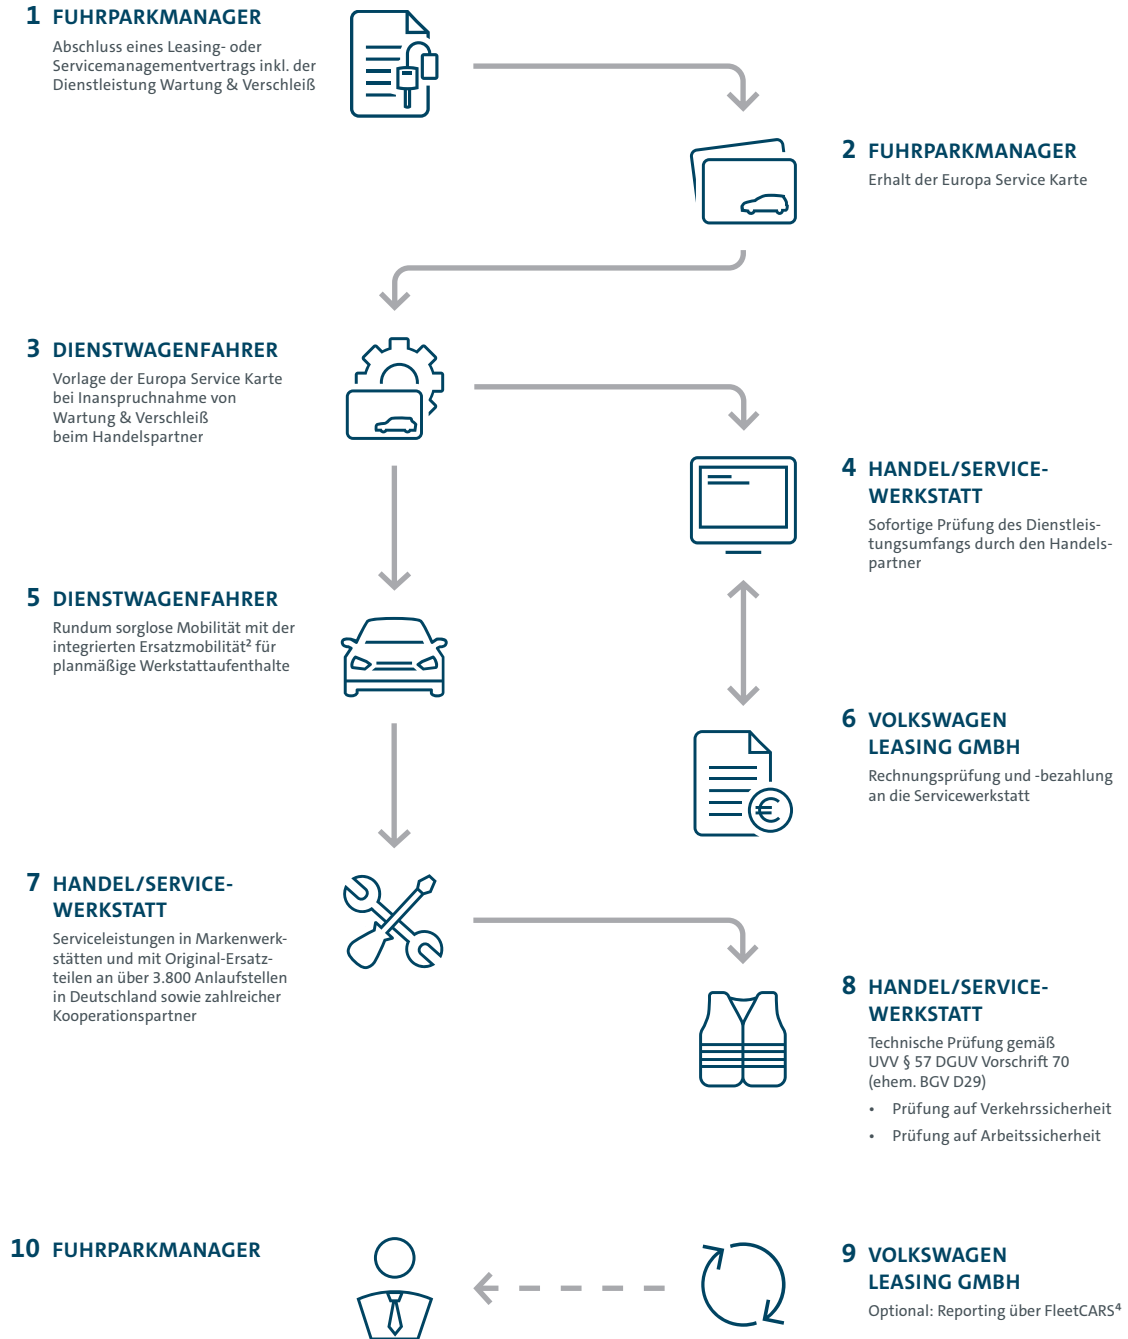 1 FUHRPARKMANAGER
Abschluss eines Leasing- oder
Servicemanagementvertrags inkl. der
Dienstleistung Wartung & Verschleiß
2 FUHRPARKMANAGER
Erhalt der Europa Service Karte
3 DIENSTWAGENFAHRER
Vorlage der Europa Service Karte
bei Inanspruchnahme von
Wartung & Verschleiß
beim Handelspartner
4 HANDEL/SERVICE-
WERKSTATT
Sofortige Prüfung des Dienstleis-
tungsumfangs durch den Handels-
partner
5 DIENSTWAGENFAHRER
Rundum sorglose Mobilität mit der
integrierten Ersatzmobilität² für
planmäßige Werkstattaufenthalte
6 VOLKSWAGEN
LEASING GMBH
Rechnungsprüfung und -bezahlung
an die Servicewerkstatt
€
7 HANDEL/SERVICE-
WERKSTATT
Serviceleistungen in Markenwerk-
stätten und mit Original-Ersatz-
teilen an über 3.800 Anlaufstellen
in Deutschland sowie zahlreicher
Kooperationspartner
8 HANDEL/SERVICE-
WERKSTATT
Technische Prüfung gemäß
UVV § 57 DGUV Vorschrift 70
(ehem. BGV D29)
• Prüfung auf Verkehrssicherheit
• Prüfung auf Arbeitssicherheit
10 FUHRPARKMANAGER
9 VOLKSWAGEN
LEASING GMBH
Optional: Reporting über FleetCARS⁴